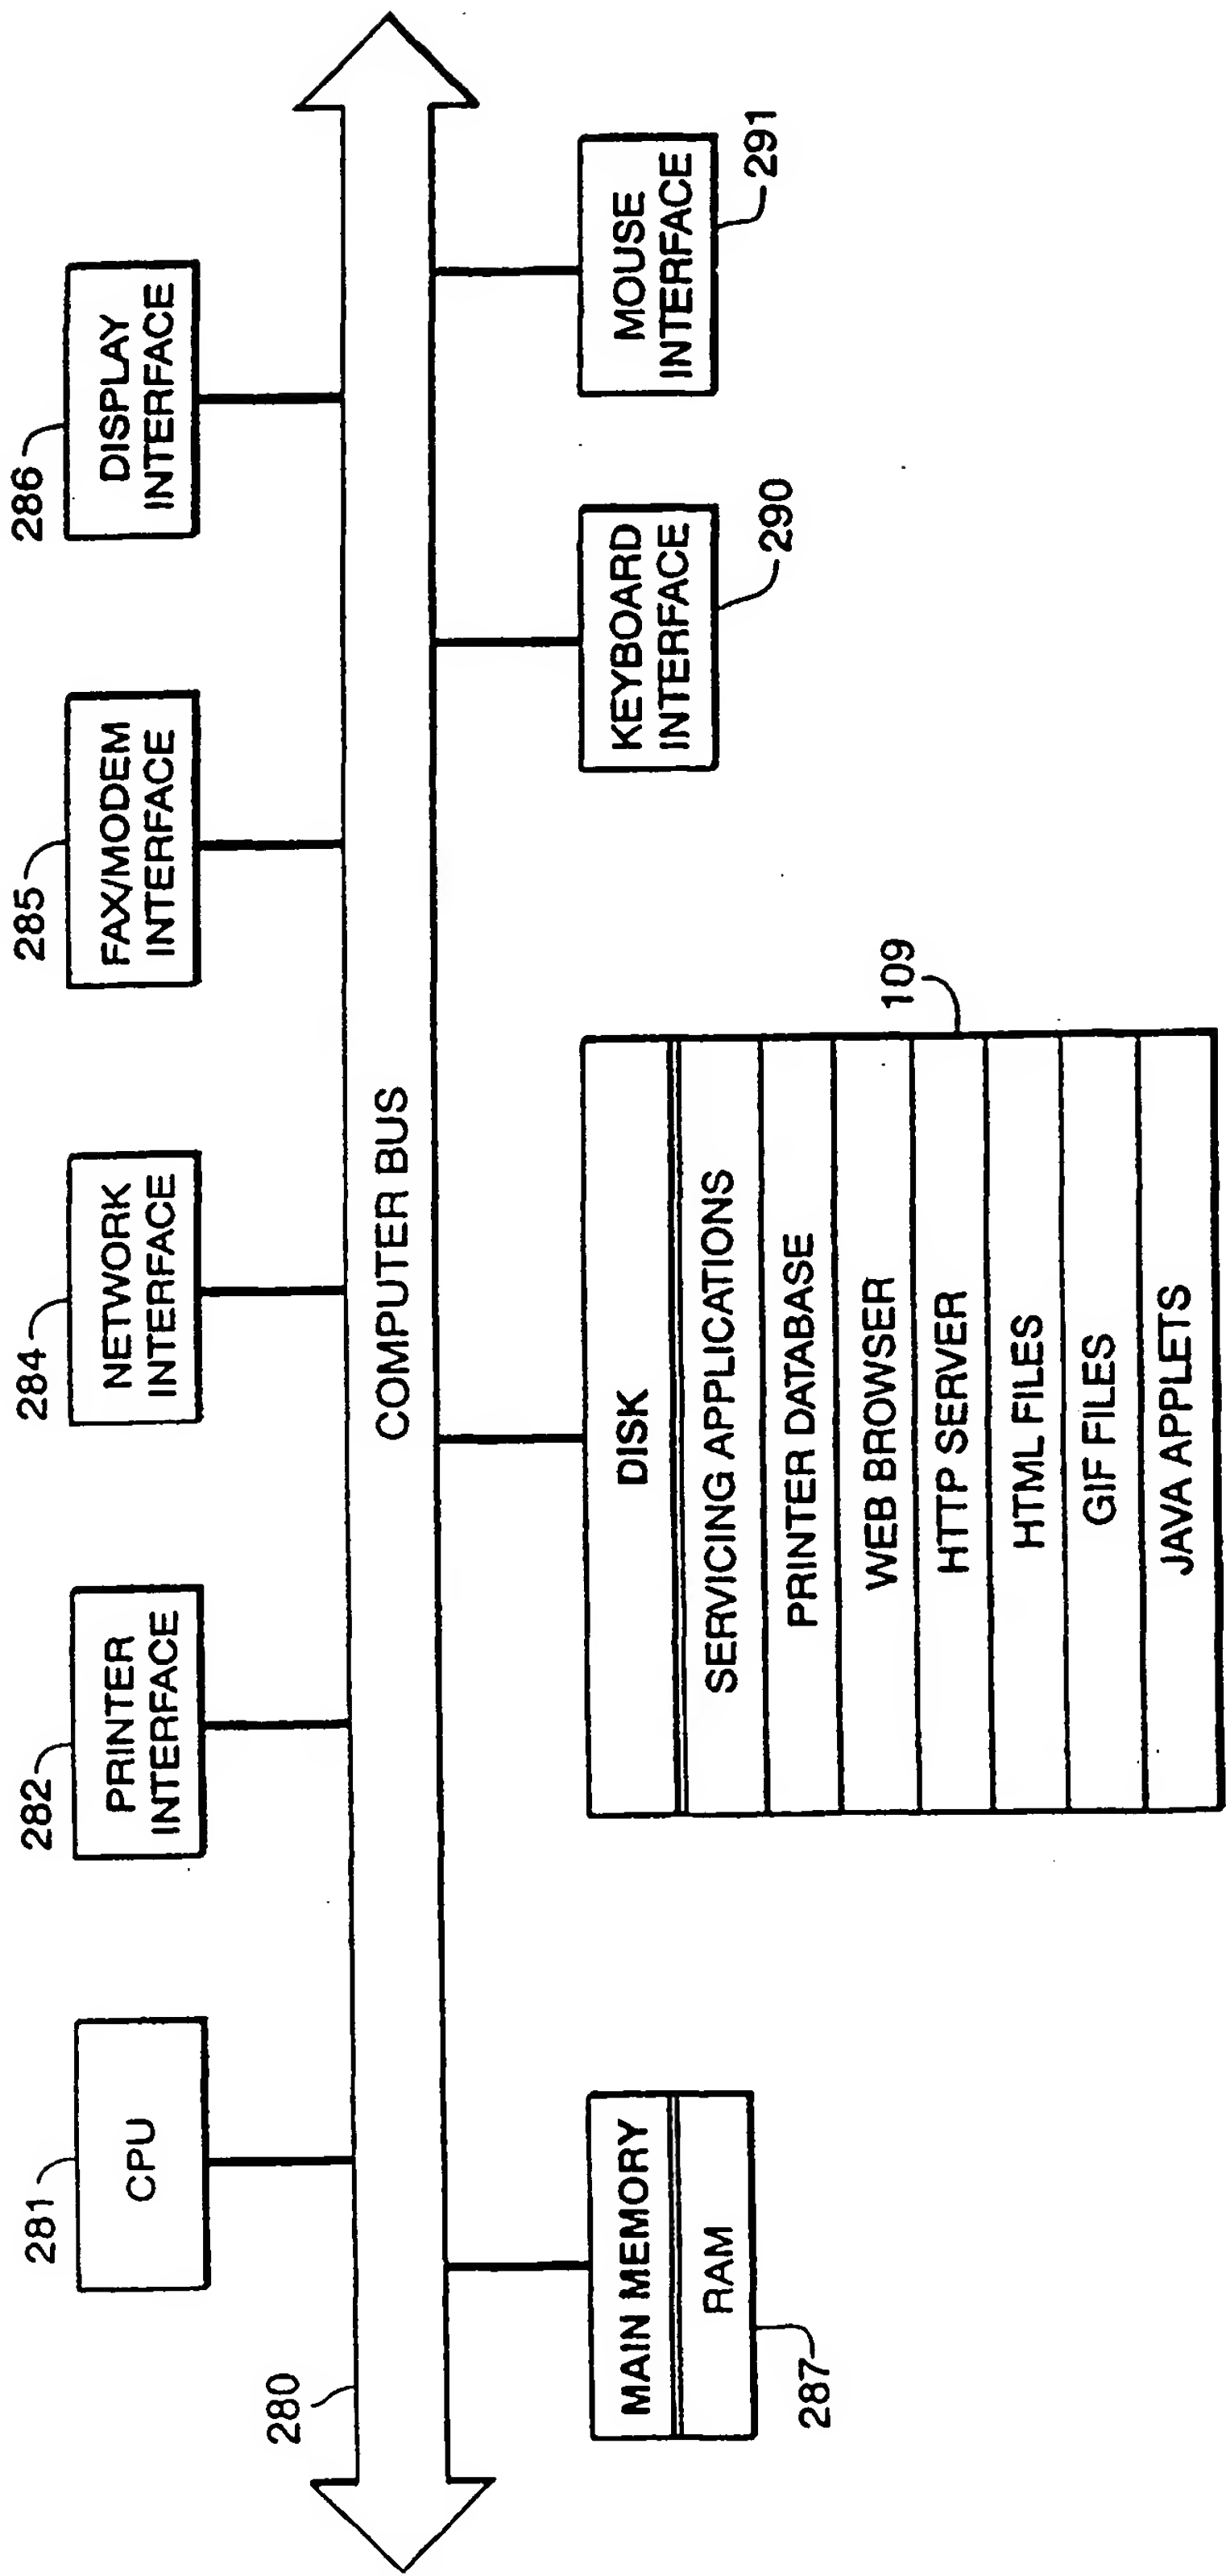 281
CPU
282
PRINTER
INTERFACE
284
NETWORK
INTERFACE
285
FAX/MODEM
INTERFACE
286
DISPLAY
INTERFACE
280
COMPUTER BUS
MAIN MEMORY
RAM
287
DISK
SERVICING APPLICATIONS
PRINTER DATABASE
WEB BROWSER
HTTP SERVER
HTML FILES
GIF FILES
JAVA APPLETS
109
KEYBOARD
INTERFACE
290
MOUSE
INTERFACE
291